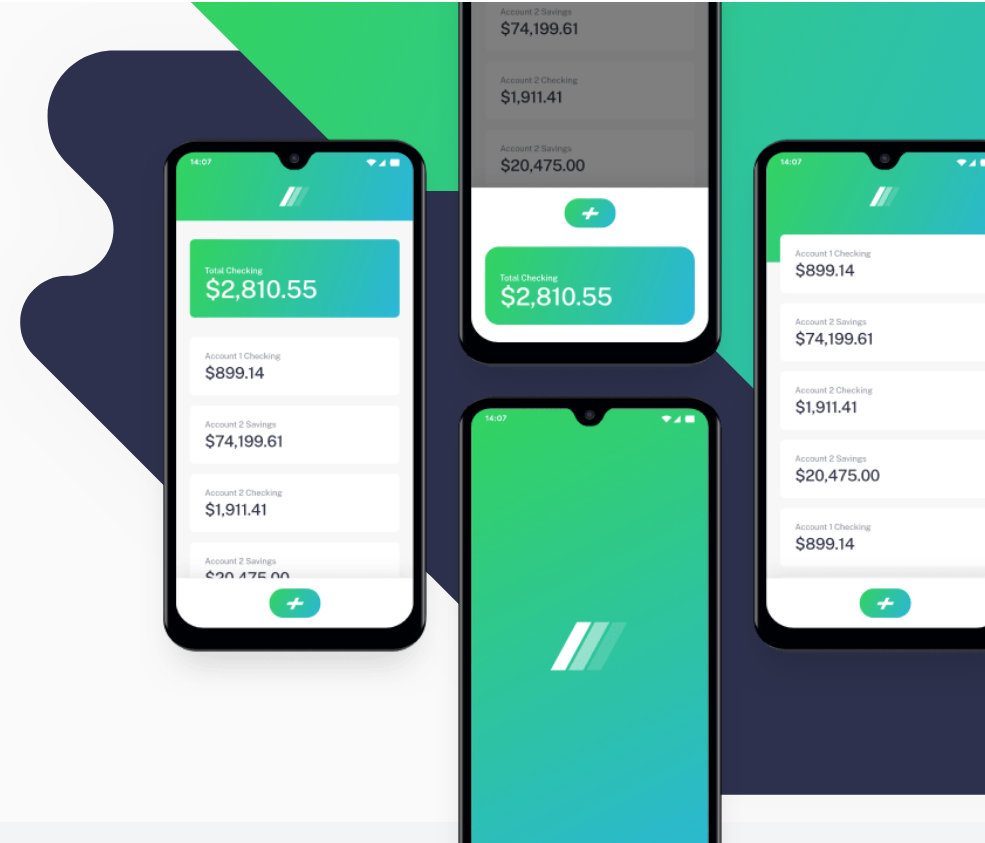 14:07
Total Checking
$2,810.55
Account 1 Checking
$899.14
Account 2 Savings
$74,199.61
Account 2 Checking
$1,911.41
Account 2 Savings
$20,475.00
Account 2 Savings
$74,199.61
Account 2 Checking
$1,911.41
Account 2 Savings
$20,475.00
Total Checking
$2,810.55
14:07
14:07
Account 1 Checking
$899.14
Account 2 Savings
$74,199.61
Account 2 Checking
$1,911.41
Account 2 Savings
$20,475.00
Account 1 Checking
$899.14